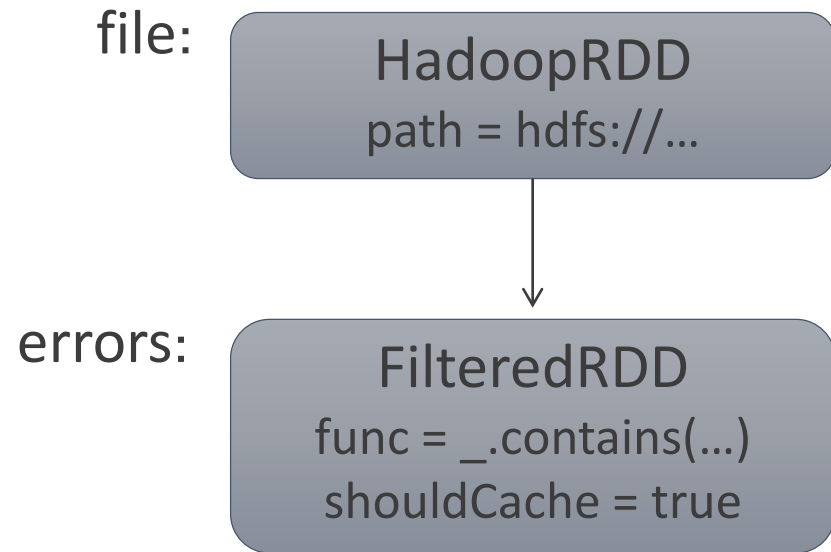 file:
HadoopRDD
path = hdfs://…
errors:
FilteredRDD
func = _.contains(…)
shouldCache = true